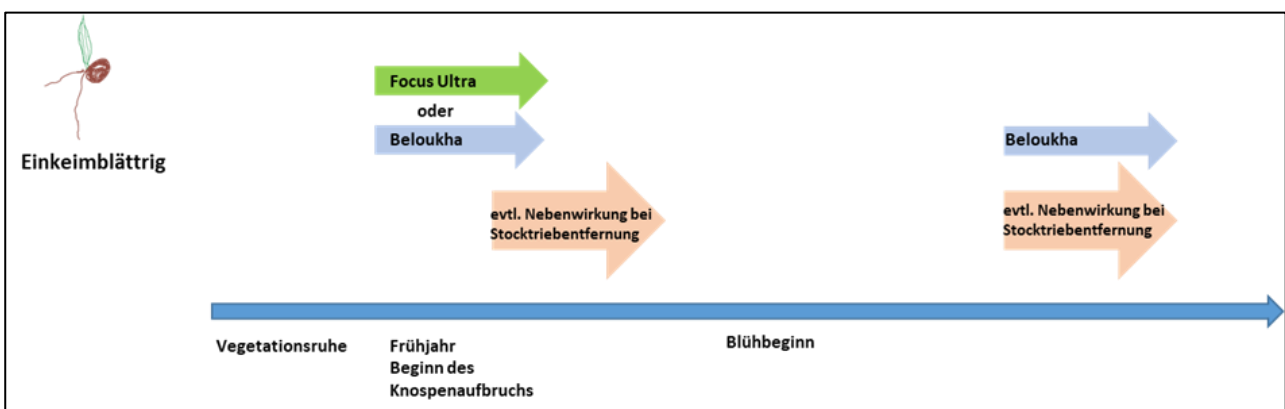 Focus Ultra
oder
Beloukha
Beloukha
Einkeimblättrig
evtl. Nebenwirkung bei
Stocktriebentfernung
evtl. Nebenwirkung bei
Stocktriebentfernung
Vegetationsruhe
Frühjahr
Beginn des
Knospenaufbruchs
Blühbeginn